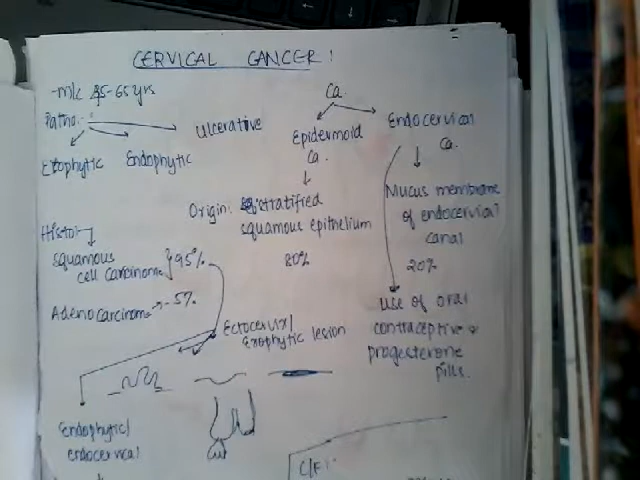 CERVICAL CANCER:
-m/c 45-65yrs
Ca.
Patho:-
Ulcerative
Epidermoid
Ca.
Endocervical
Ca.
Exophytic Endophytic
Mucus membrane
of endocervical
canal
Origin: stratified
squamous epithelium
Histo:
squamous
cell carcinoma 95%
80%
20%
Adenocarcinoma -5%
use of oral
contraceptive &
progesterone
pills.
Ectocervix/
Exophytic lesion
Endophytic/
endocervical
C/F: